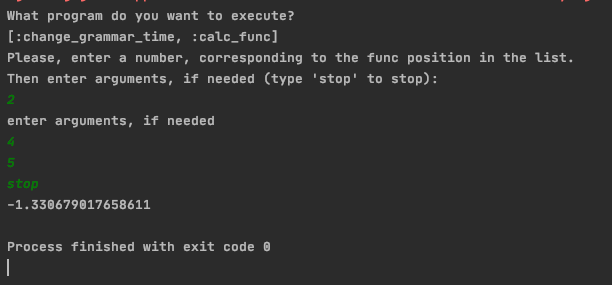 What program do you want to execute?
[:change_grammar_time, :calc_func]
Please, enter a number, corresponding to the func position in the list.
Then enter arguments, if needed (type 'stop' to stop):
2
enter arguments, if needed
4
5
stop
-1.330679017658611
Process finished with exit code 0